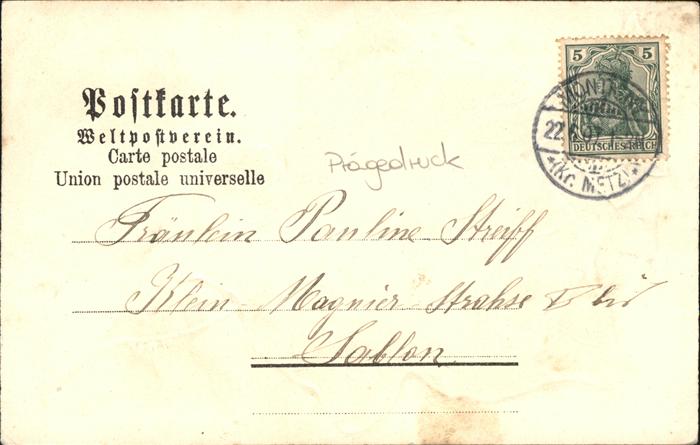 5 5
DEUTSCHES REICH
(Kr. METZ)
Postkarte.
Weltpostverein.
Carte postale
Union postale universelle
Prägedruck
Fräulein Pauline Streiff
Klein Magnier Strahse
Sablon